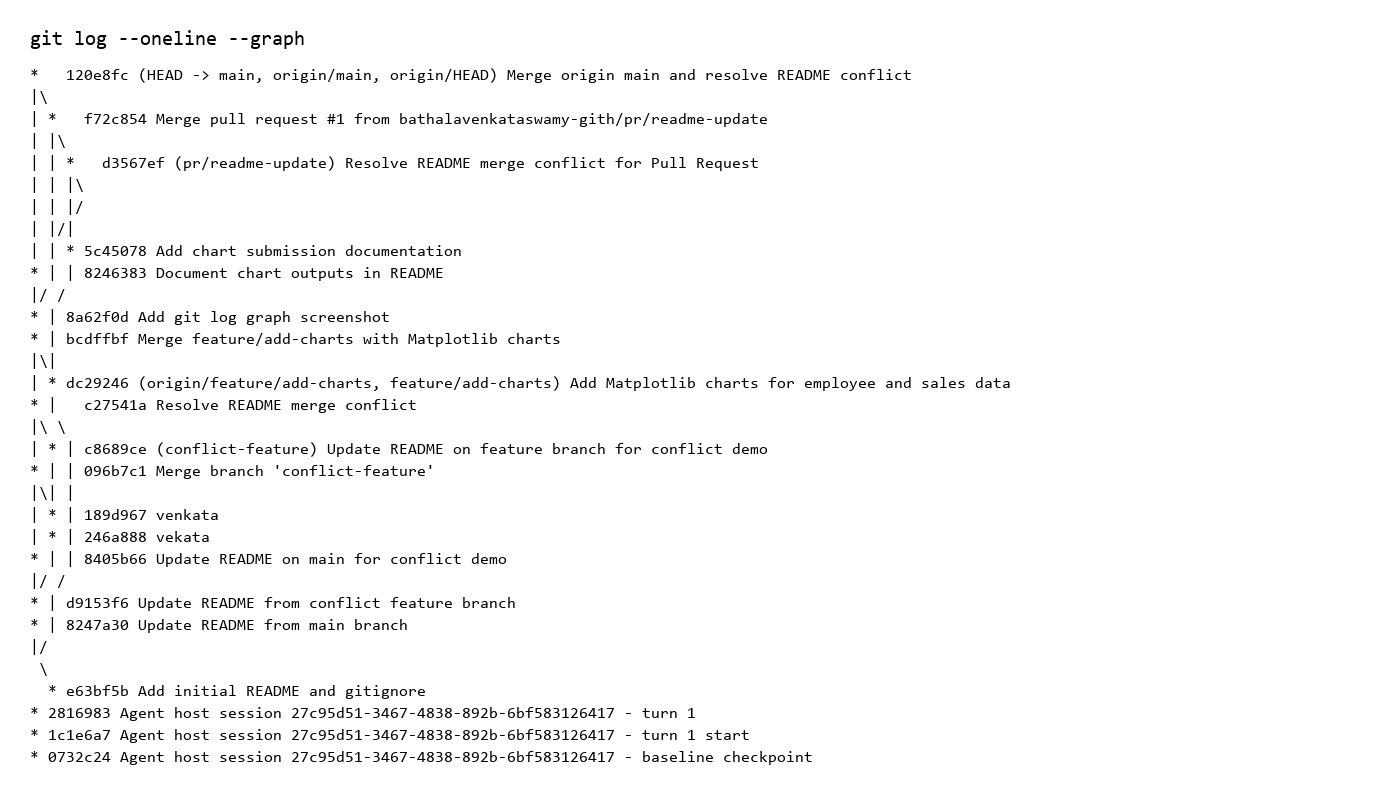 git log --oneline --graph
*   120e8fc (HEAD -> main, origin/main, origin/HEAD) Merge origin main and resolve README conflict
|\
| *   f72c854 Merge pull request #1 from bathalavenkataswamy-gith/pr/readme-update
| |\
| | *   d3567ef (pr/readme-update) Resolve README merge conflict for Pull Request
| | |\
| | |/
| |/|
| | * 5c45078 Add chart submission documentation
* | | 8246383 Document chart outputs in README
|/ /
* | 8a62f0d Add git log graph screenshot
* | bcdffbf Merge feature/add-charts with Matplotlib charts
|\|
| * dc29246 (origin/feature/add-charts, feature/add-charts) Add Matplotlib charts for employee and sales data
* |   c27541a Resolve README merge conflict
|\ \
| * | c8689ce (conflict-feature) Update README on feature branch for conflict demo
* | | 096b7c1 Merge branch 'conflict-feature'
|\| |
| * | 189d967 venkata
| * | 246a888 vekata
* | | 8405b66 Update README on main for conflict demo
|/ /
* | d9153f6 Update README from conflict feature branch
* | 8247a30 Update README from main branch
|/
 \
  * e63bf5b Add initial README and gitignore
* 2816983 Agent host session 27c95d51-3467-4838-892b-6bf583126417 - turn 1
* 1c1e6a7 Agent host session 27c95d51-3467-4838-892b-6bf583126417 - turn 1 start
* 0732c24 Agent host session 27c95d51-3467-4838-892b-6bf583126417 - baseline checkpoint